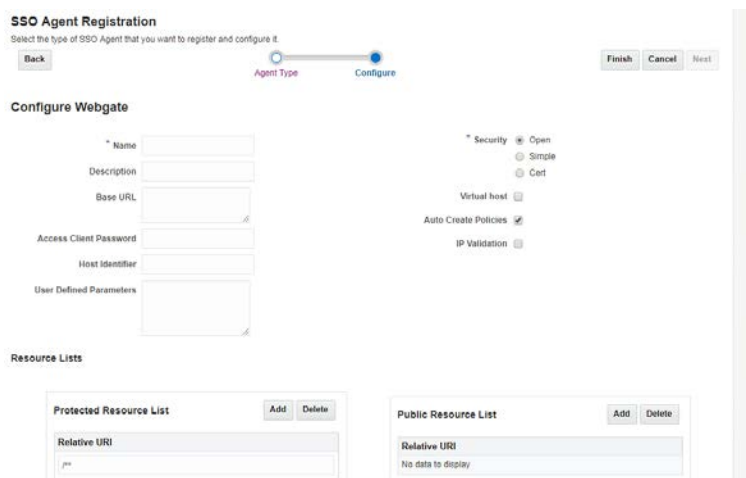 SSO Agent Registration
Select the type of SSO Agent that you want to register and configure it.
Back
Agent Type
Configure
Finish Cancel Next
Configure Webgate
* Name
Description
Base URL
Access Client Password
Host Identifier
User Defined Parameters
* Security Open
Simple
Cert
Virtual host
Auto Create Policies
IP Validation
Resource Lists
Protected Resource List Add Delete
Relative URI
/**
Public Resource List Add Delete
Relative URI
No data to display